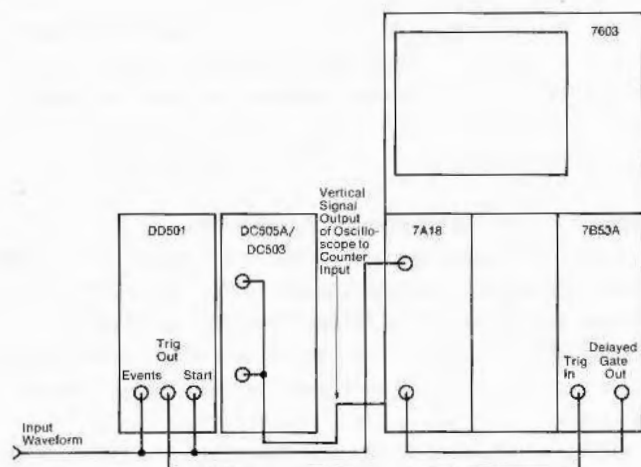 7603
Vertical
Signal
Output
of Oscillo-
scope to
Counter
Input
DD501
DC505A/
DC503
7A18
7B53A
Trig
Out
Events
Start
Trig
In
Delayed
Gate
Out
Input
Waveform